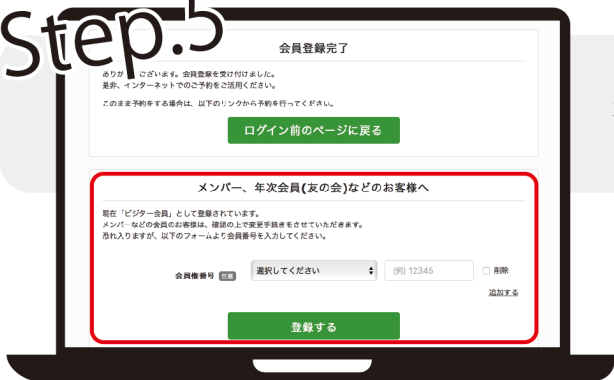 Step.5
会員登録完了
ありが ございます。会員登録を受け付けました。
是非、インターネットでのご予約をご活用ください。
このまま予約をする場合は、以下のリンクから予約を行ってください。
ログイン前のページに戻る
メンバー、年次会員(友の会)などのお客様へ
現在「ビジター会員」として登録されています。
メンバーなどの会員のお客様は、確認の上で変更手続きをさせていただきます。
恐れ入りますが、以下のフォームより会員番号を入力してください。
会員権番号 任意 選択してください (例) 12345 削除
追加する
登録する